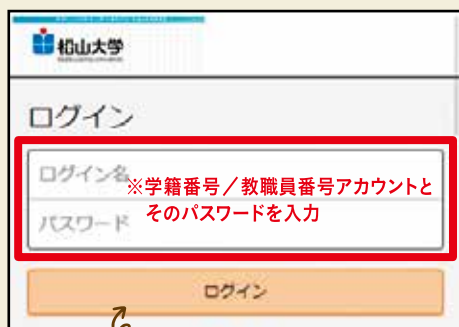 松山大学
ログイン
ログイン名
※学籍番号／教職員番号アカウントと
そのパスワードを入力
パスワード
ログイン